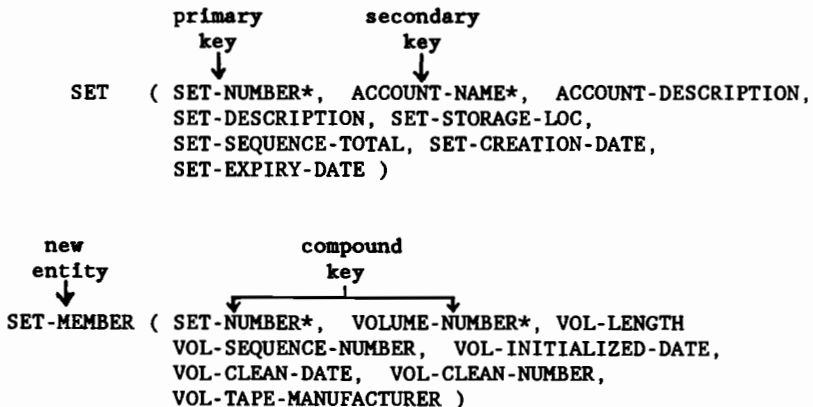 primary secondary
key key
SET ( SET-NUMBER*, ACCOUNT-NAME*, ACCOUNT-DESCRIPTION,
SET-DESCRIPTION, SET-STORAGE-LOC,
SET-SEQUENCE-TOTAL, SET-CREATION-DATE,
SET-EXPIRY-DATE )
new compound
entity key
SET-MEMBER ( SET-NUMBER*, VOLUME-NUMBER*, VOL-LENGTH
VOL-SEQUENCE-NUMBER, VOL-INITIALIZED-DATE,
VOL-CLEAN-DATE, VOL-CLEAN-NUMBER,
VOL-TAPE-MANUFACTURER )